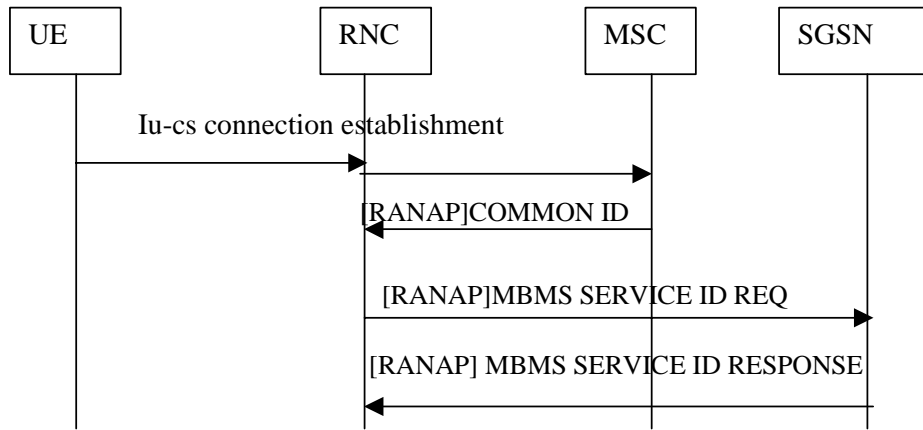 UE
RNC
MSC
SGSN
Iu-cs connection establishment
[RANAP]COMMON ID
[RANAP]MBMS SERVICE ID REQ
[RANAP] MBMS SERVICE ID RESPONSE